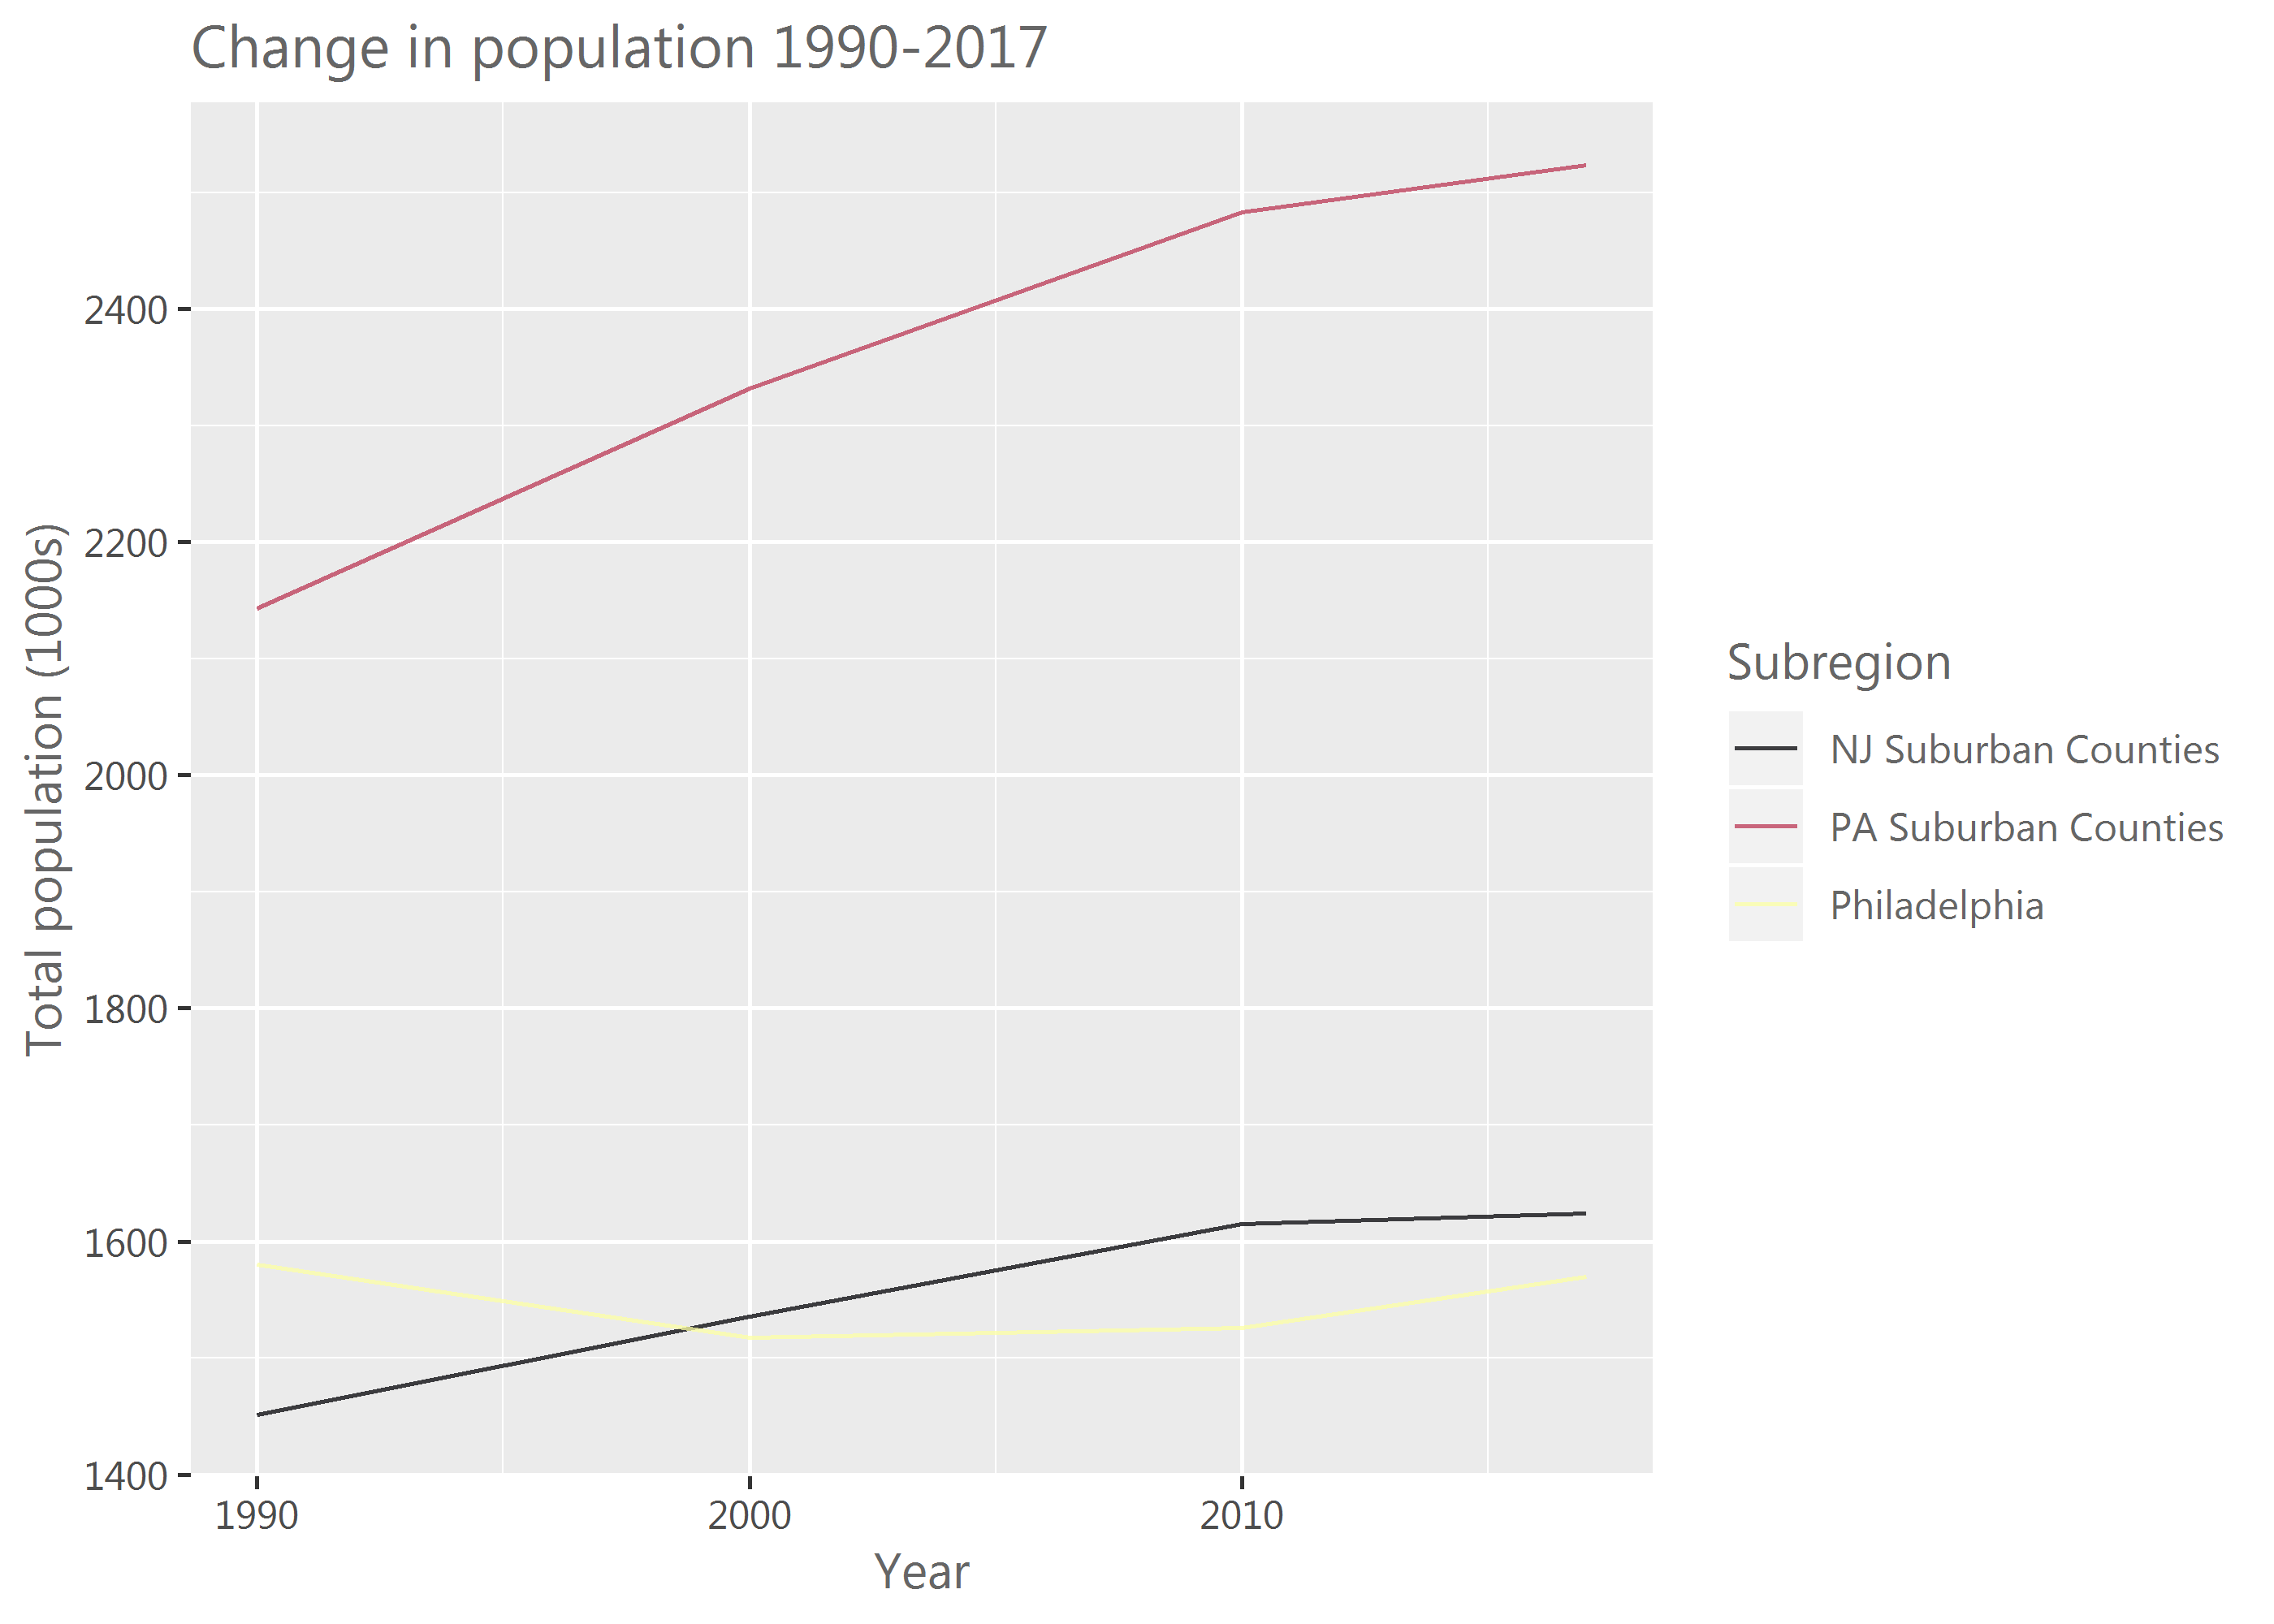 Change in population 1990-2017
Total population (1000s)
2400
2200
2000
1800
1600
1400
1990
2000
2010
Year
Subregion
NJ Suburban Counties
PA Suburban Counties
Philadelphia